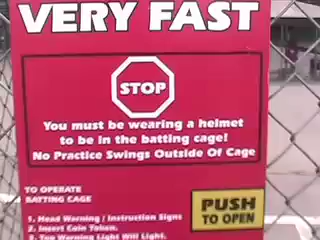 VERY FAST
STOP
You must be wearing a helmet
to be in the batting cage!
No Practice Swings Outside Of Cage
TO OPERATE
BATTING CAGE
PUSH
TO OPEN
1. Read Warning / Instruction Signs
2. Insert Coin Token.
3. Top Warning Light Will Light.